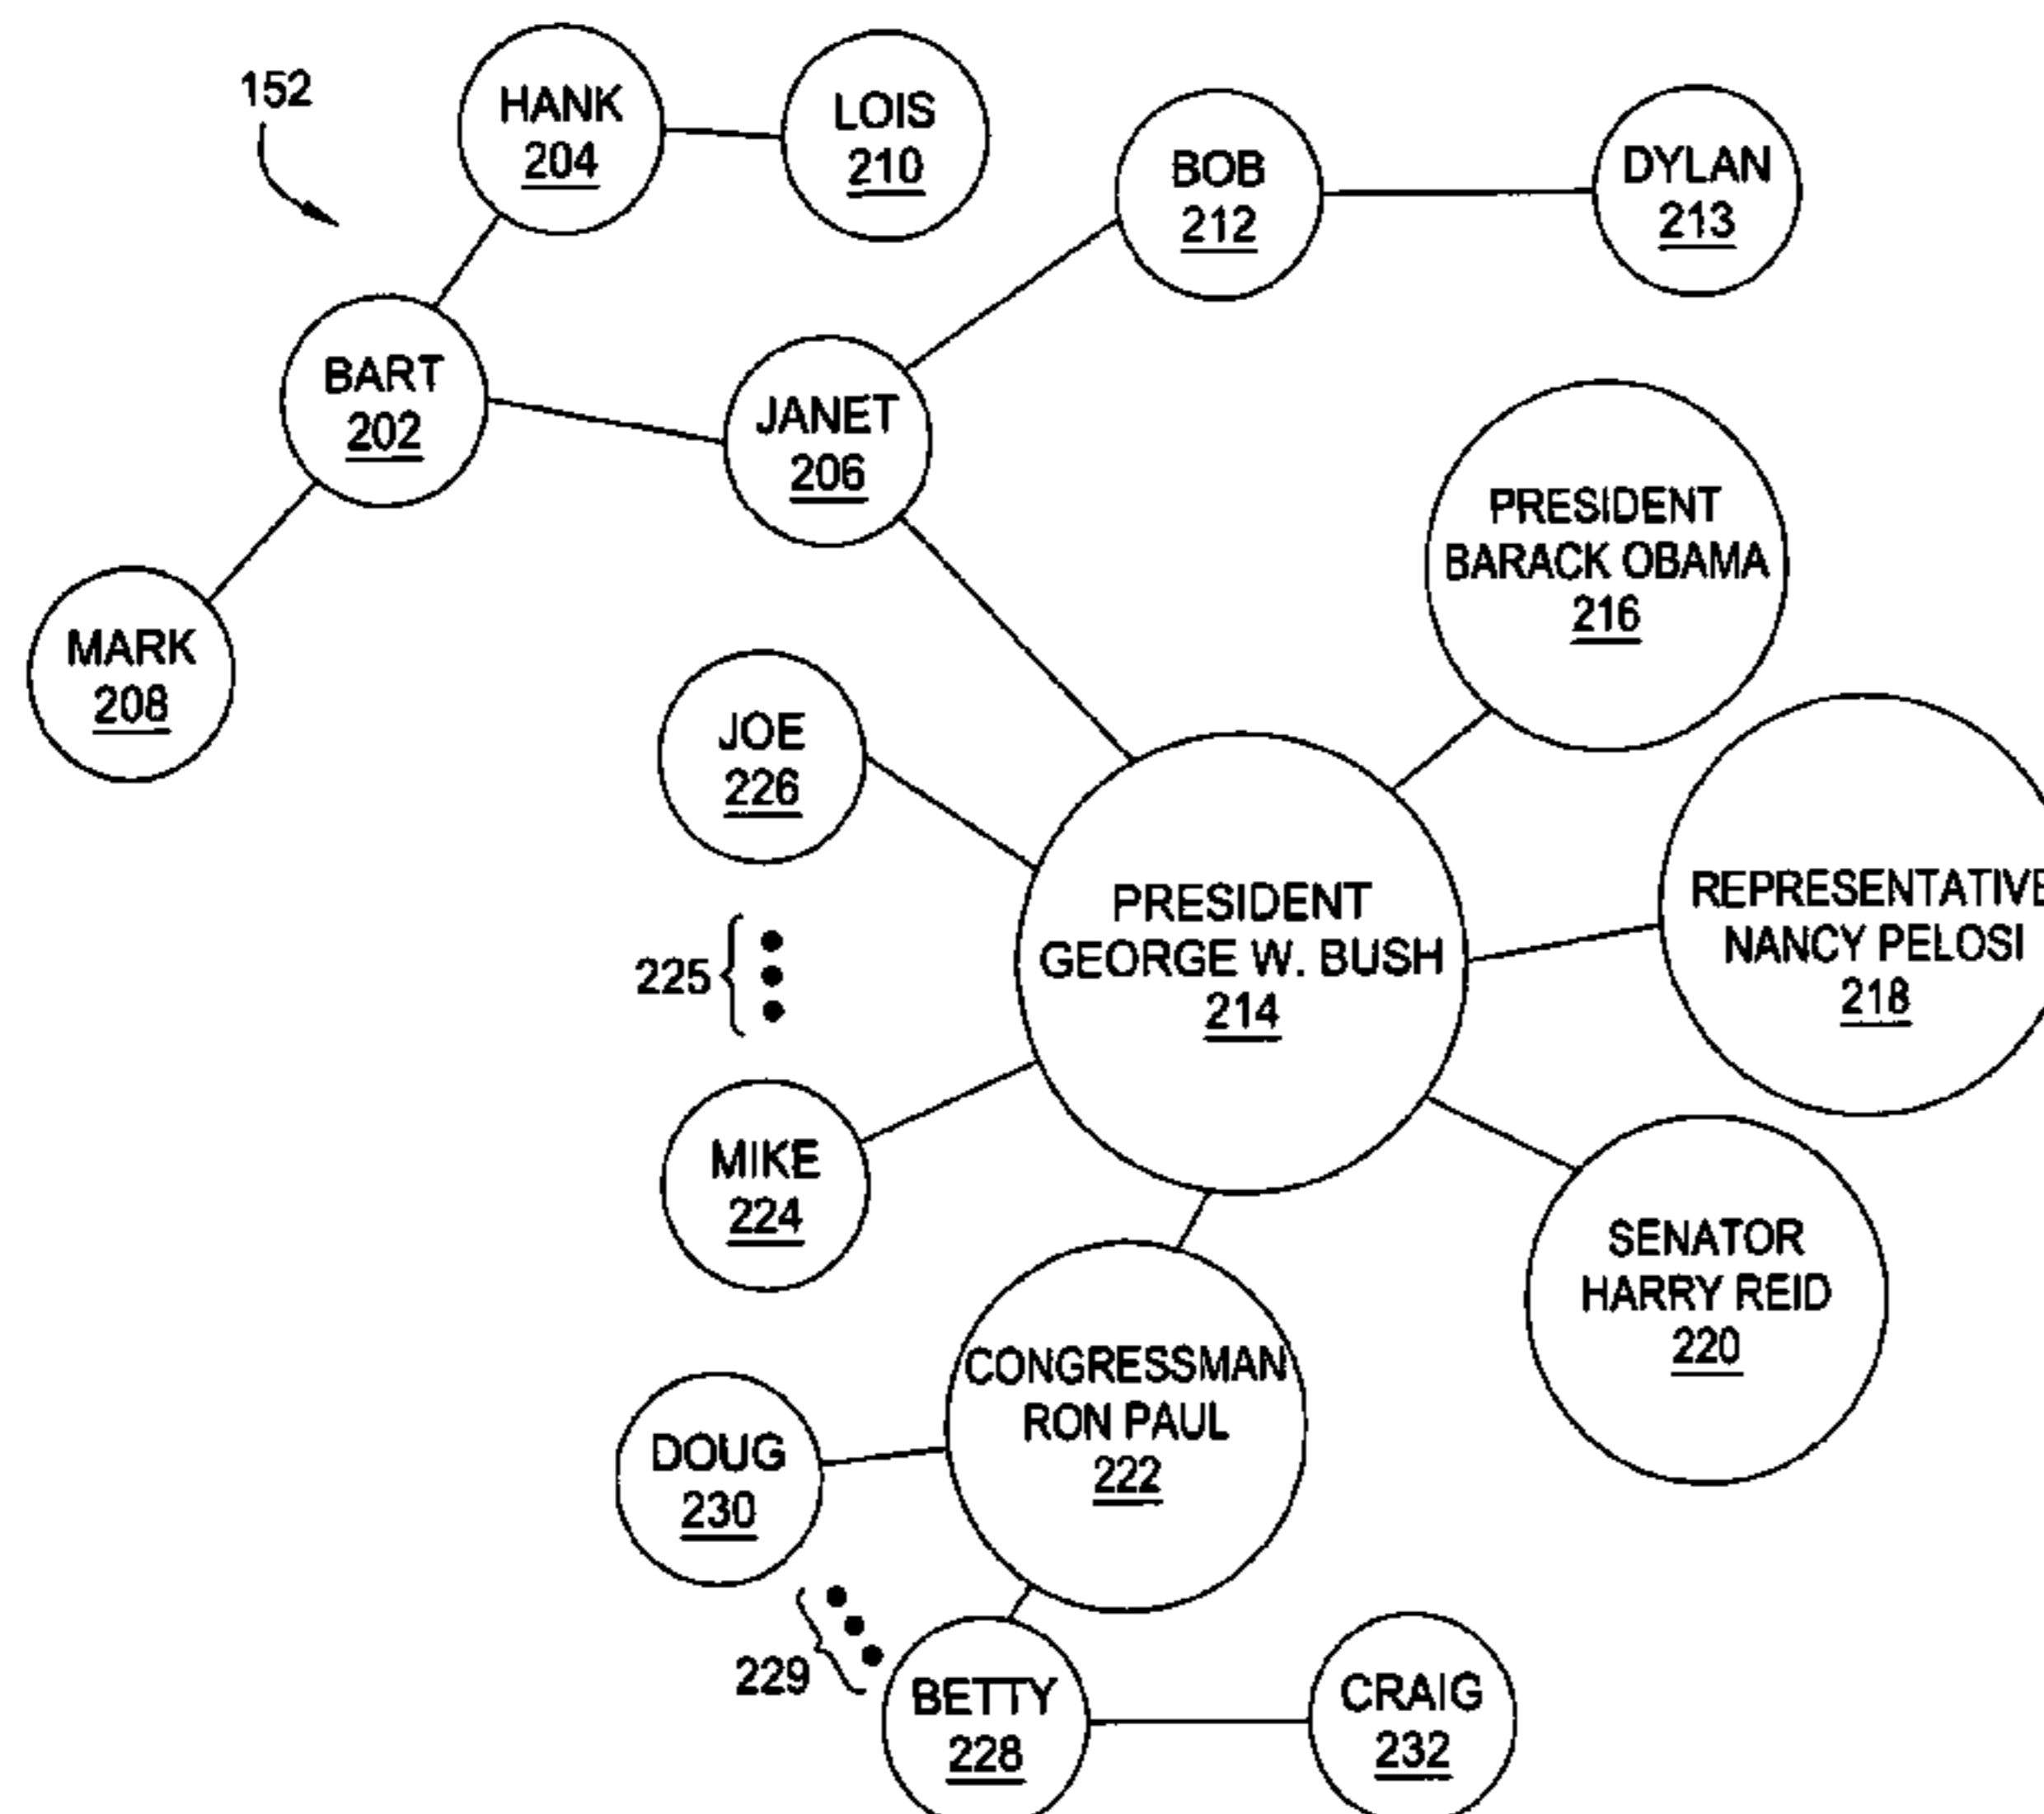 152
HANK
204
LOIS
210
BOB
212
DYLAN
213
BART
202
JANET
206
PRESIDENT
BARACK OBAMA
216
MARK
208
JOE
226
PRESIDENT
GEORGE W. BUSH
214
REPRESENTATIVE
NANCY PELOSI
218
225
MIKE
224
SENATOR
HARRY REID
220
CONGRESSMAN
RON PAUL
222
DOUG
230
229
BETTY
228
CRAIG
232